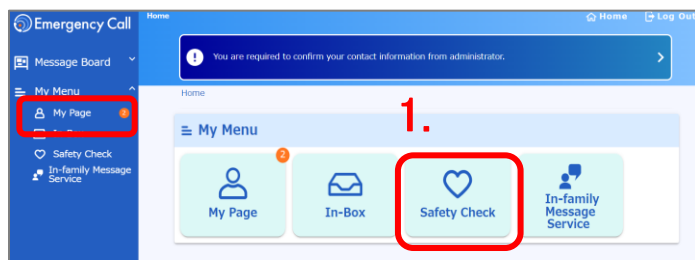 Emergency Call
Home
Home
Log Out
Message Board
My Menu
My Page
Safety Check
In-family Message
Service
You are required to confirm your contact information from administrator.
Home
1.
My Menu
2
My Page
In-Box
Safety Check
In-family
Message
Service